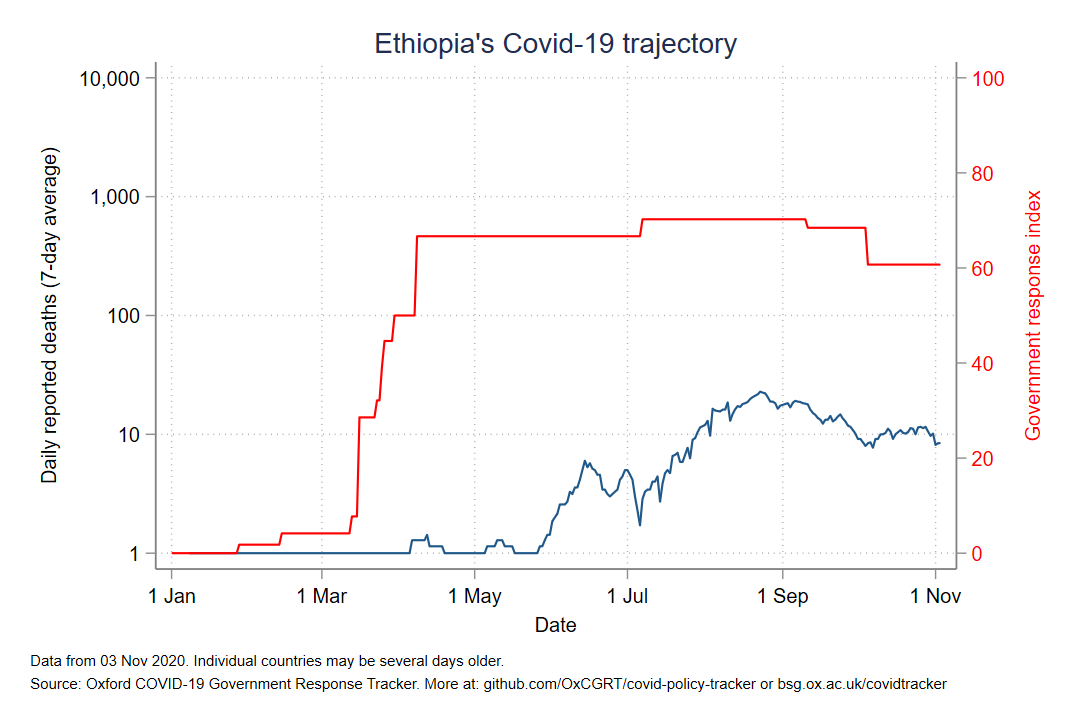 Ethiopia's Covid-19 trajectory
10,000
1,000
100
10
1
Daily reported deaths (7-day average)
100
80
60
40
20
0
Government response index
1 Jan
1 Mar
1 May
1 Jul
1 Sep
1 Nov
Date
Data from 03 Nov 2020. Individual countries may be several days older.
Source: Oxford COVID-19 Government Response Tracker. More at: github.com/OxCGRT/covid-policy-tracker or bsg.ox.ac.uk/covidtracker